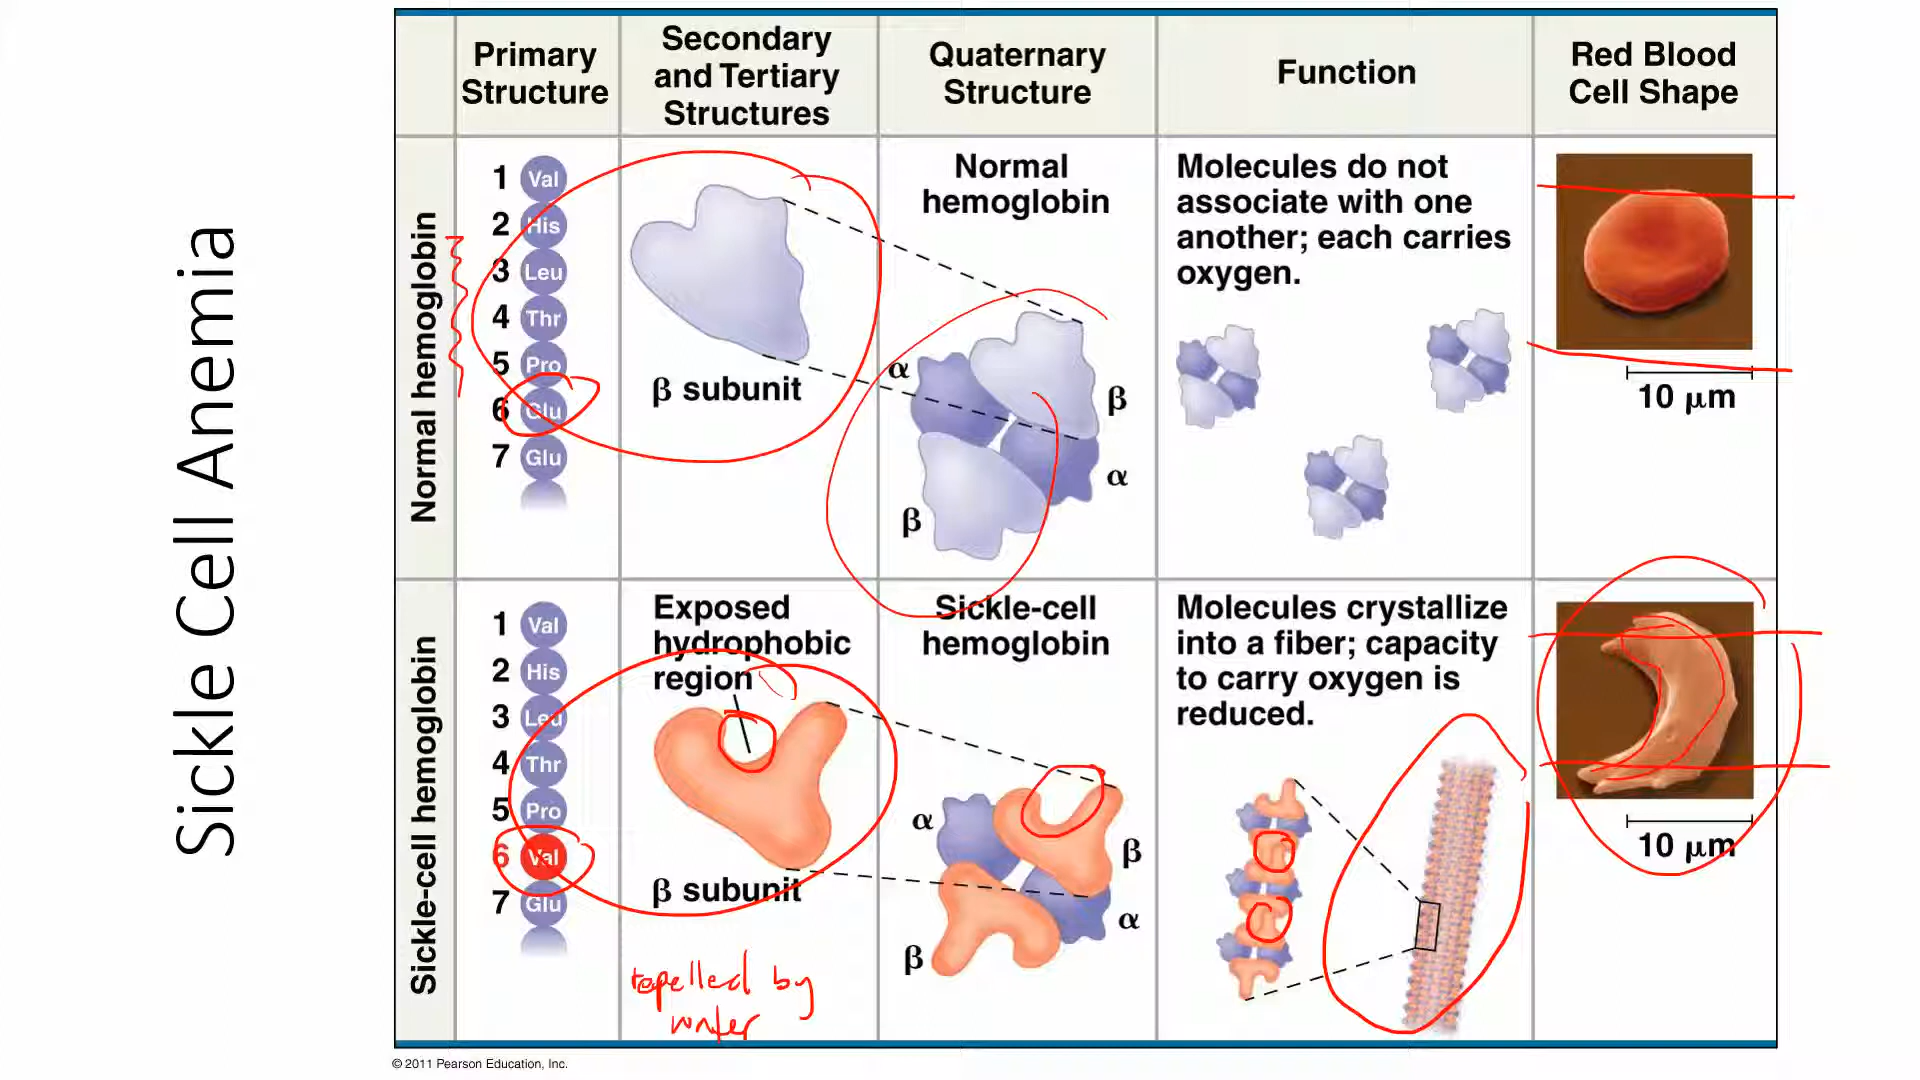 Sickle Cell Anemia
Primary
Structure
Secondary
and Tertiary
Structures
Quaternary
Structure
Function
Red Blood
Cell Shape
Normal hemoglobin
1 Val
2 His
3 Leu
4 Thr
5 Pro
6 Glu
7 Glu
β subunit
Normal
hemoglobin
α
β
α
β
Molecules do not
associate with one
another; each carries
oxygen.
10 μm
Sickle-cell hemoglobin
1 Val
2 His
3 Leu
4 Thr
5 Pro
6 Val
7 Glu
Exposed
hydrophobic
region
β subunit
repelled by
water
Sickle-cell
hemoglobin
α
β
α
β
Molecules crystallize
into a fiber; capacity
to carry oxygen is
reduced.
10 μm
© 2011 Pearson Education, Inc.